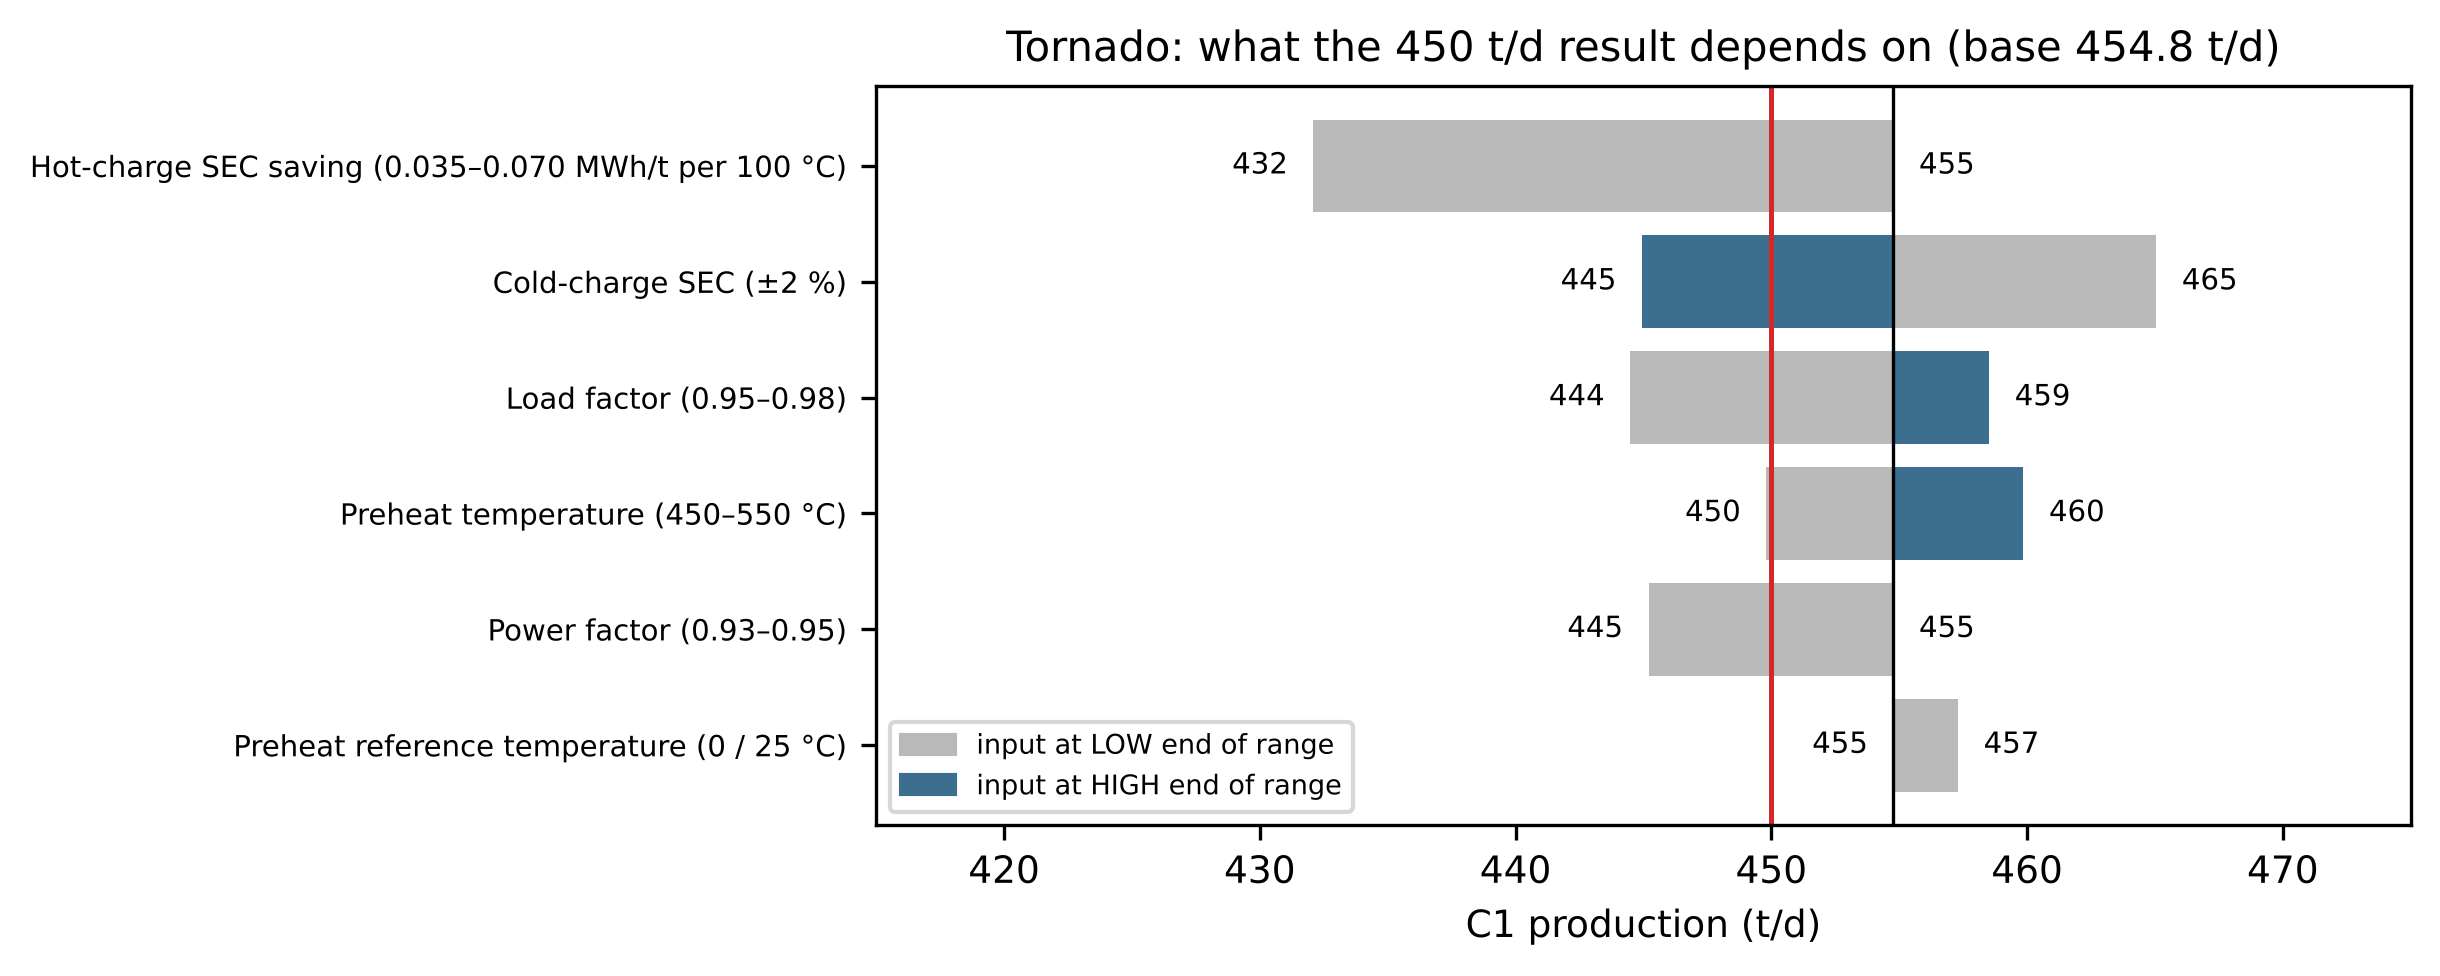 Tornado: what the 450 t/d result depends on (base 454.8 t/d)
Hot-charge SEC saving (0.035–0.070 MWh/t per 100 °C)
432
455
Cold-charge SEC (±2 %)
445
465
Load factor (0.95–0.98)
444
459
Preheat temperature (450–550 °C)
450
460
Power factor (0.93–0.95)
445
455
Preheat reference temperature (0 / 25 °C)
455
457
input at LOW end of range
input at HIGH end of range
420 430 440 450 460 470
C1 production (t/d)